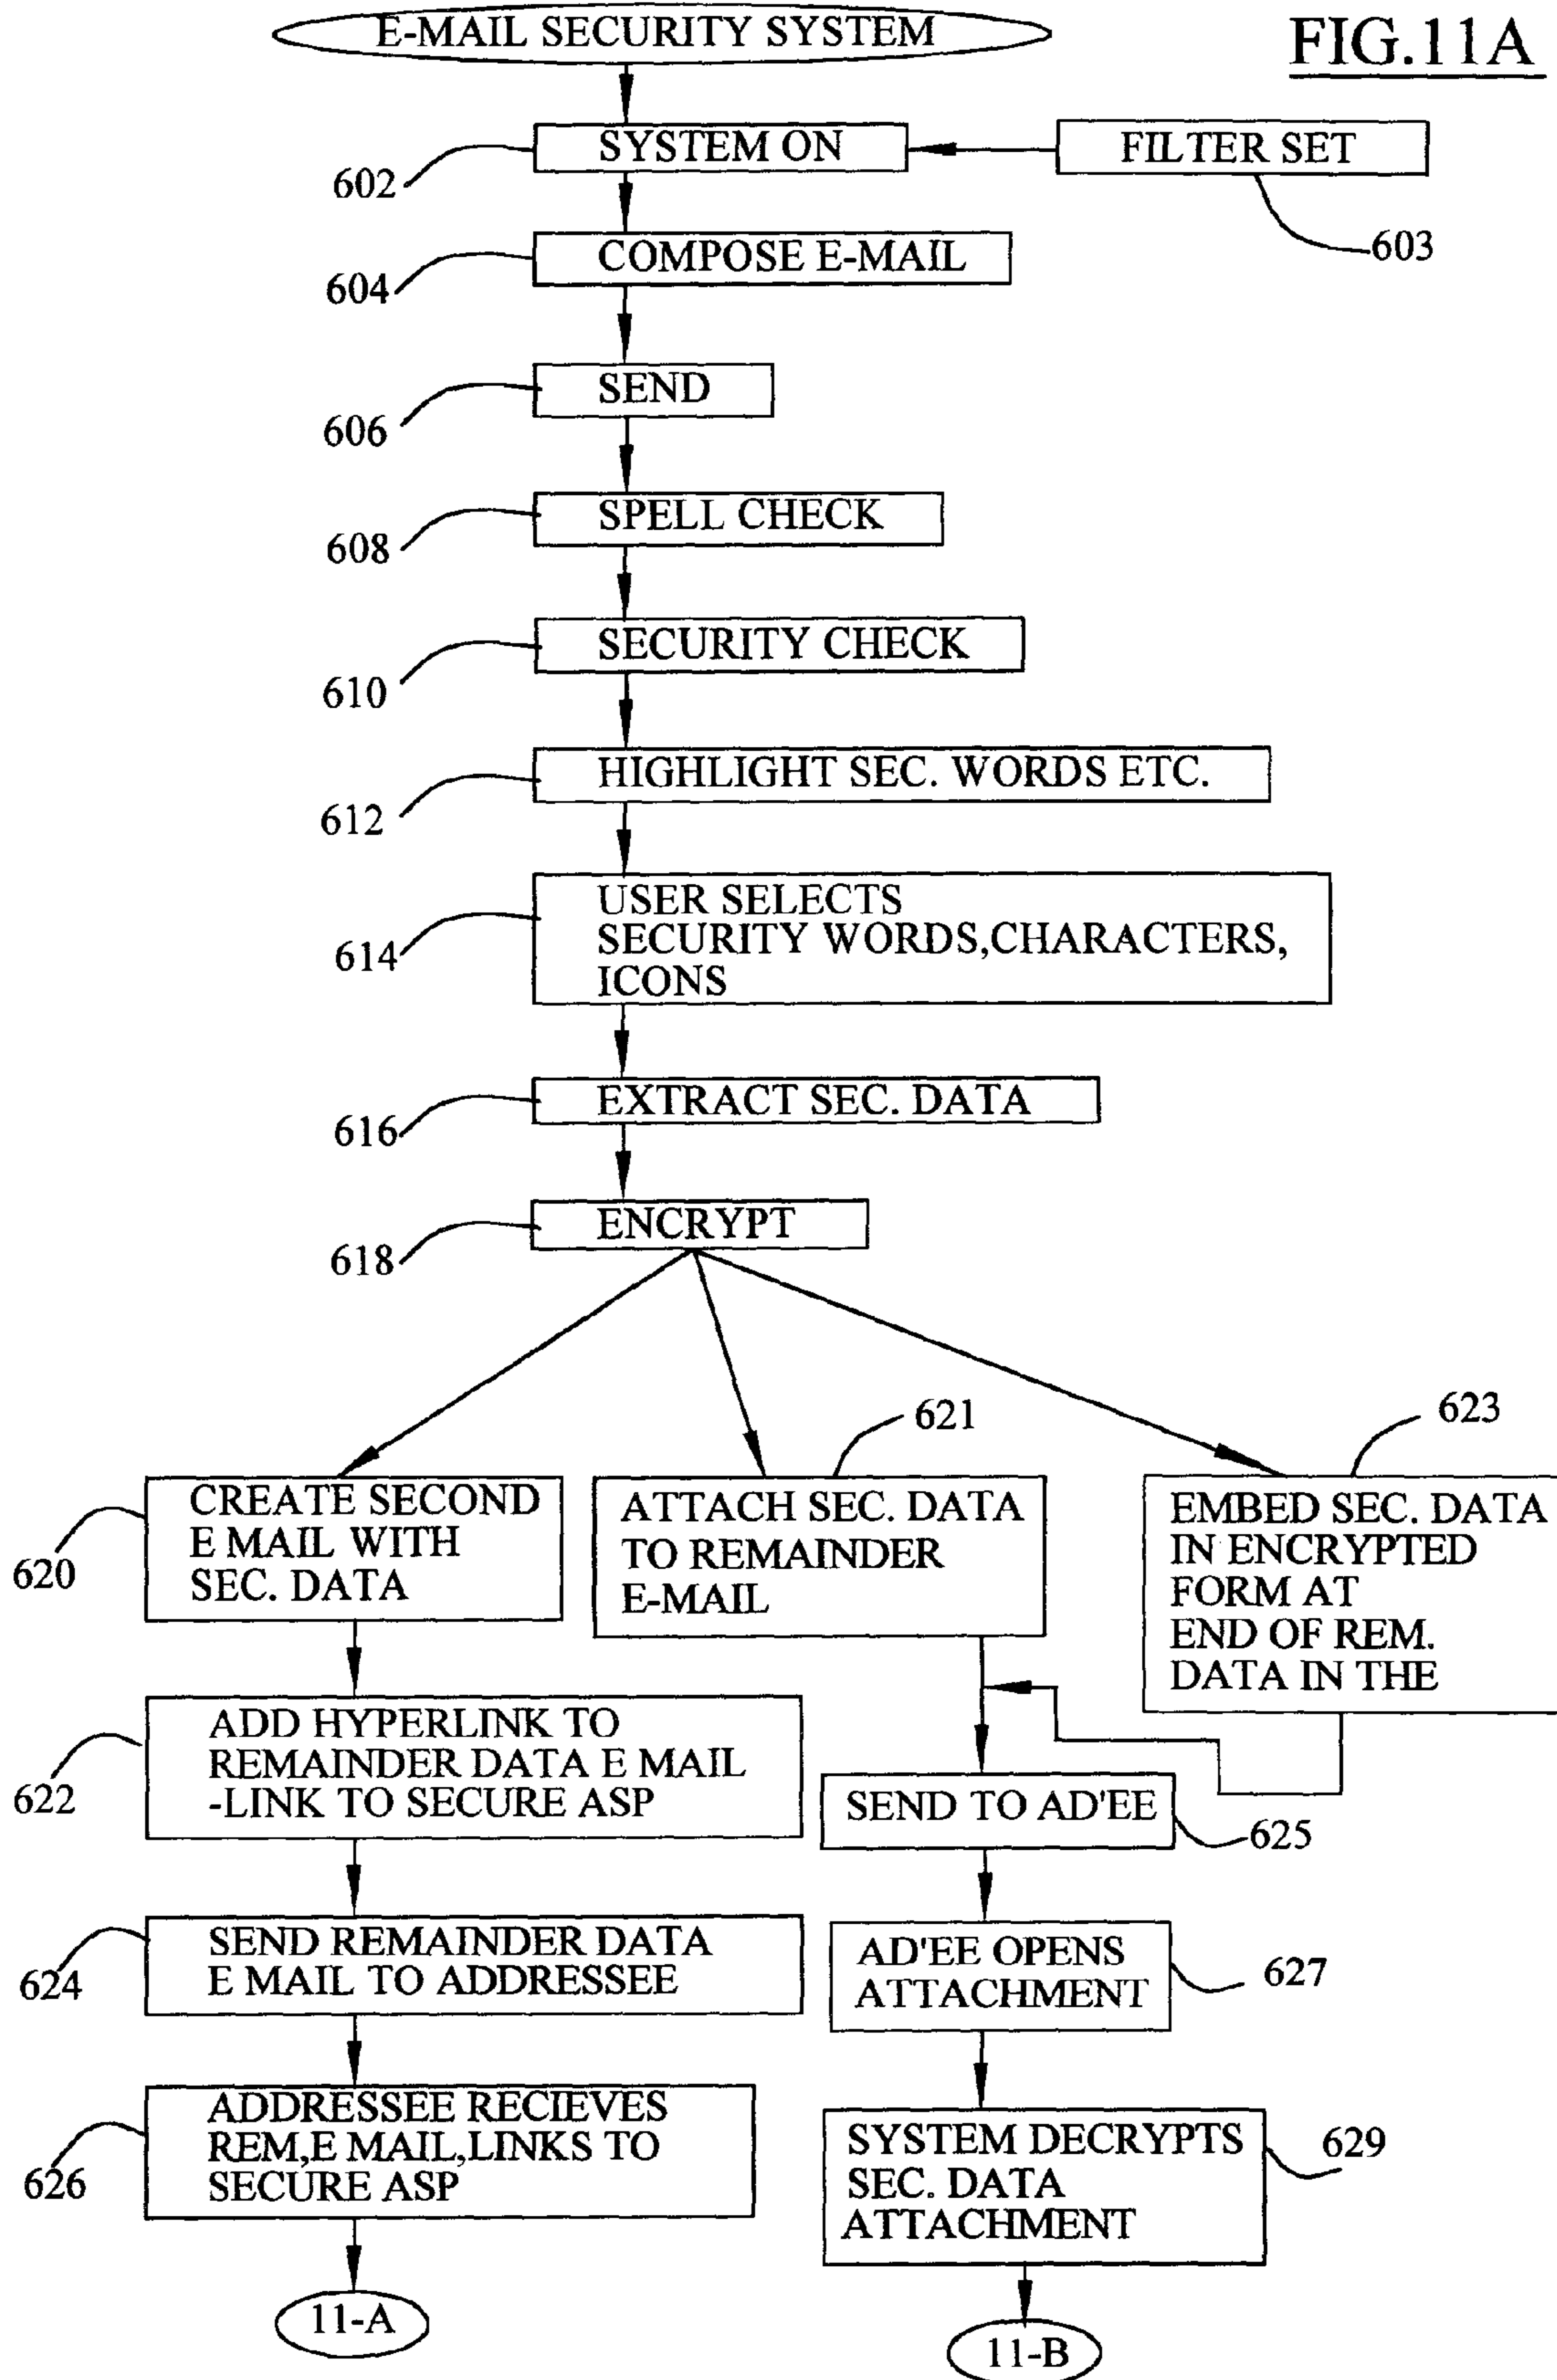 E-MAIL SECURITY SYSTEM
FIG.11A
SYSTEM ON
FILTER SET
602
603
COMPOSE E-MAIL
604
SEND
606
SPELL CHECK
608
SECURITY CHECK
610
HIGHLIGHT SEC. WORDS ETC.
612
USER SELECTS
SECURITY WORDS,CHARACTERS,
ICONS
614
EXTRACT SEC. DATA
616
ENCRYPT
618
621
623
CREATE SECOND
E MAIL WITH
SEC. DATA
620
ATTACH SEC. DATA
TO REMAINDER
E-MAIL
EMBED SEC. DATA
IN ENCRYPTED
FORM AT
END OF REM.
DATA IN THE
ADD HYPERLINK TO
REMAINDER DATA E MAIL
-LINK TO SECURE ASP
622
SEND TO AD'EE
625
SEND REMAINDER DATA
E MAIL TO ADDRESSEE
624
AD'EE OPENS
ATTACHMENT
627
ADDRESSEE RECIEVES
REM,E MAIL,LINKS TO
SECURE ASP
626
SYSTEM DECRYPTS
SEC. DATA
ATTACHMENT
629
11-A
11-B